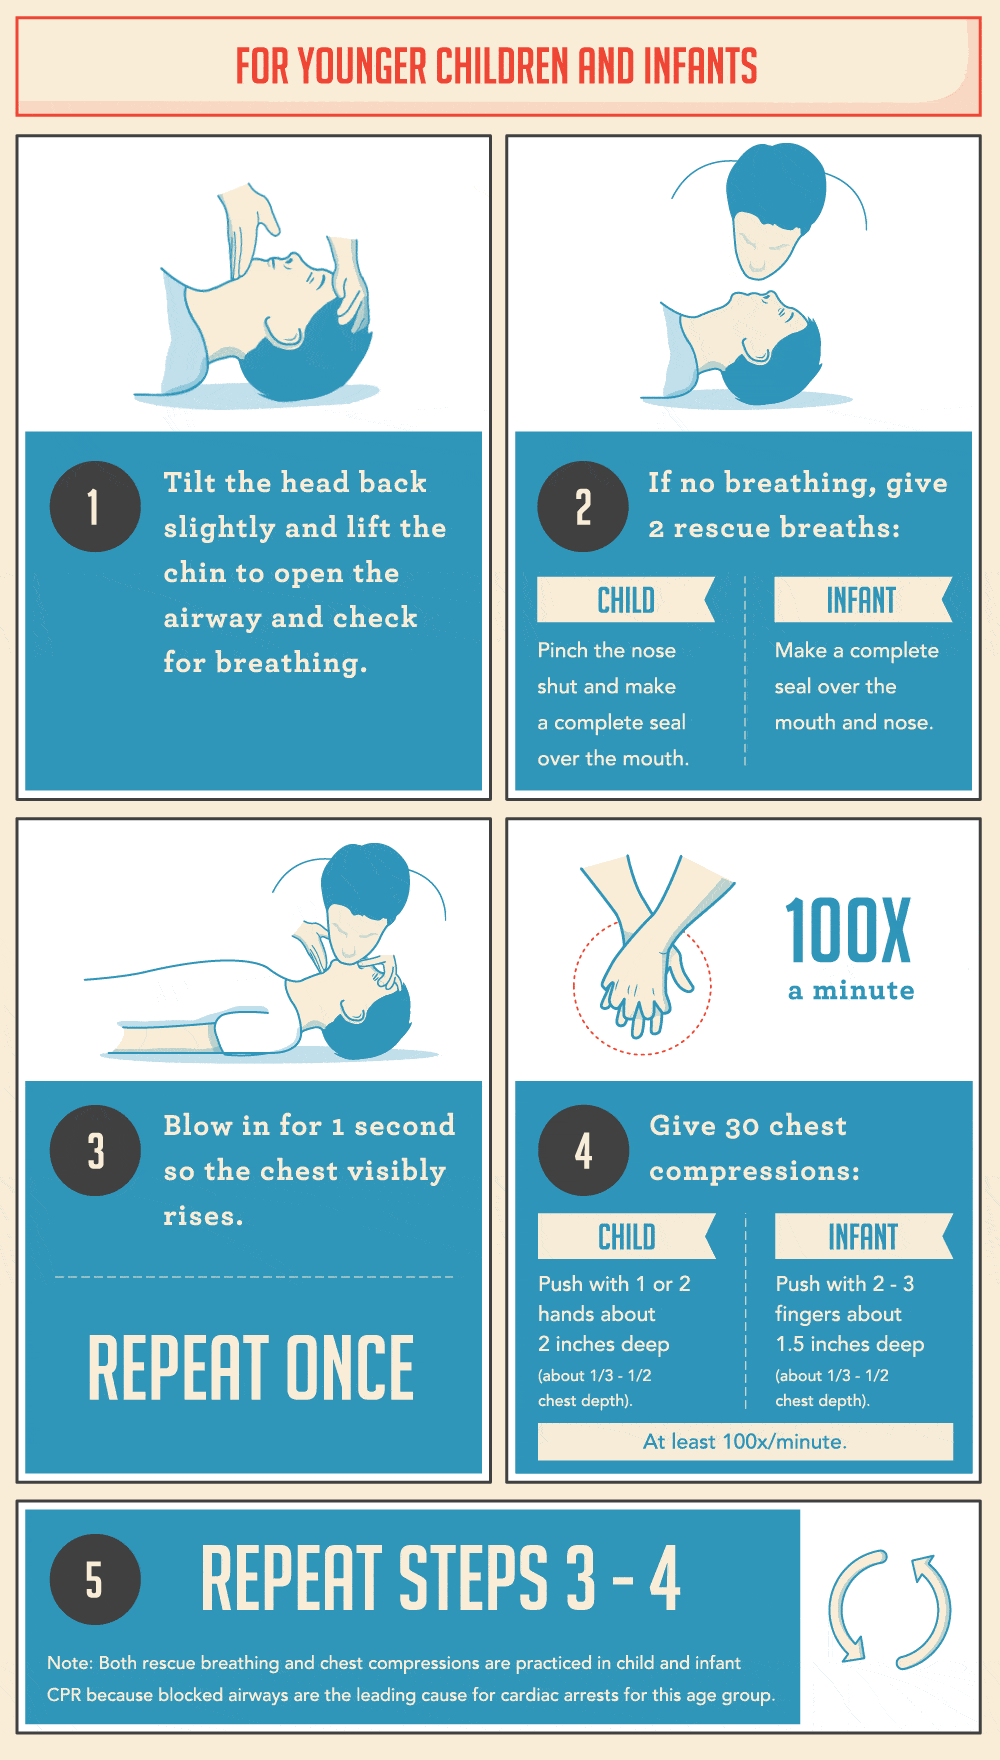 FOR YOUNGER CHILDREN AND INFANTS
1
Tilt the head back
slightly and lift the
chin to open the
airway and check
for breathing.
2
If no breathing, give
2 rescue breaths:
CHILD
Pinch the nose
shut and make
a complete seal
over the mouth.
INFANT
Make a complete
seal over the
mouth and nose.
3
Blow in for 1 second
so the chest visibly
rises.
REPEAT ONCE
100X
a minute
4
Give 30 chest
compressions:
CHILD
Push with 1 or 2
hands about
2 inches deep
(about 1/3 - 1/2
chest depth).
INFANT
Push with 2 - 3
fingers about
1.5 inches deep
(about 1/3 - 1/2
chest depth).
At least 100x/minute.
5
REPEAT STEPS 3 - 4
Note: Both rescue breathing and chest compressions are practiced in child and infant
CPR because blocked airways are the leading cause for cardiac arrests for this age group.